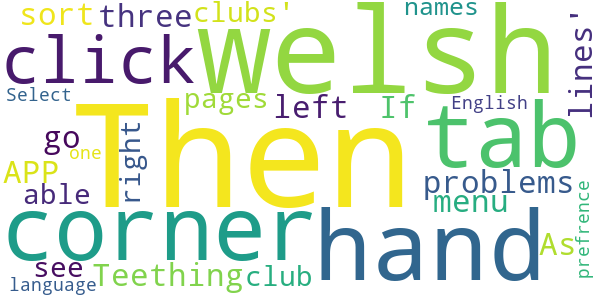 sort three clubs' names
click Welsh lines'
Select pages left If English
go Then tab
one right
APP problems
able menu
corner hand As prefrence
see Teething club
language